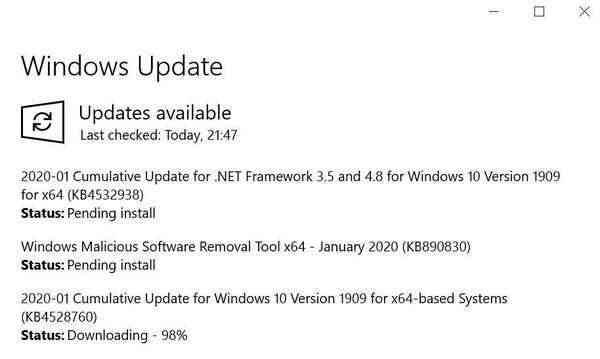 Windows Update
Updates available
Last checked: Today, 21:47
2020-01 Cumulative Update for .NET Framework 3.5 and 4.8 for Windows 10 Version 1909
for x64 (KB4532938)
Status: Pending install
Windows Malicious Software Removal Tool x64 - January 2020 (KB890830)
Status: Pending install
2020-01 Cumulative Update for Windows 10 Version 1909 for x64-based Systems
(KB4528760)
Status: Downloading - 98%